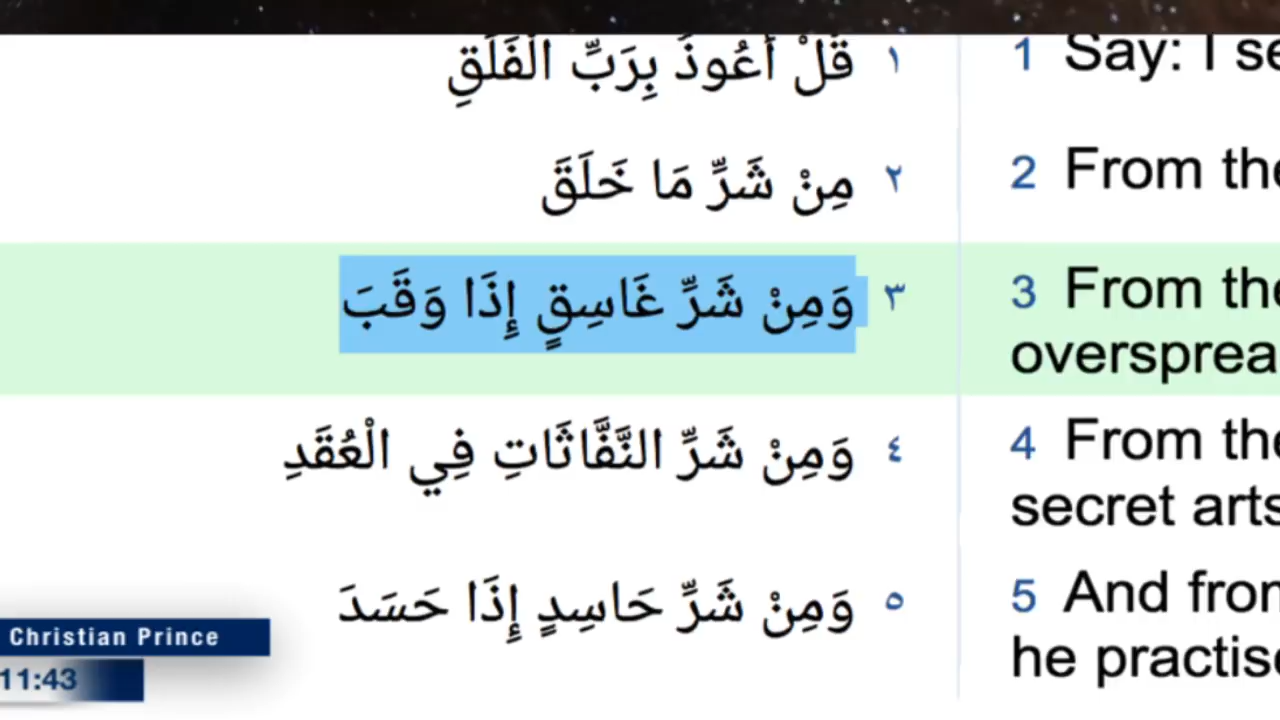 قُلْ أَعُوذُ بِرَبِّ الْفَلَقِ ١
1 Say: I se
مِنْ شَرِّ مَا خَلَقَ ٢
2 From the
وَمِنْ شَرِّ غَاسِقٍ إِذَا وَقَبَ ٣
3 From the
oversprea
وَمِنْ شَرِّ النَّفَّاثَاتِ فِي الْعُقَدِ ٤
4 From the
secret arts
وَمِنْ شَرِّ حَاسِدٍ إِذَا حَسَدَ ٥
5 And from
he practise
Christian Prince
11:43